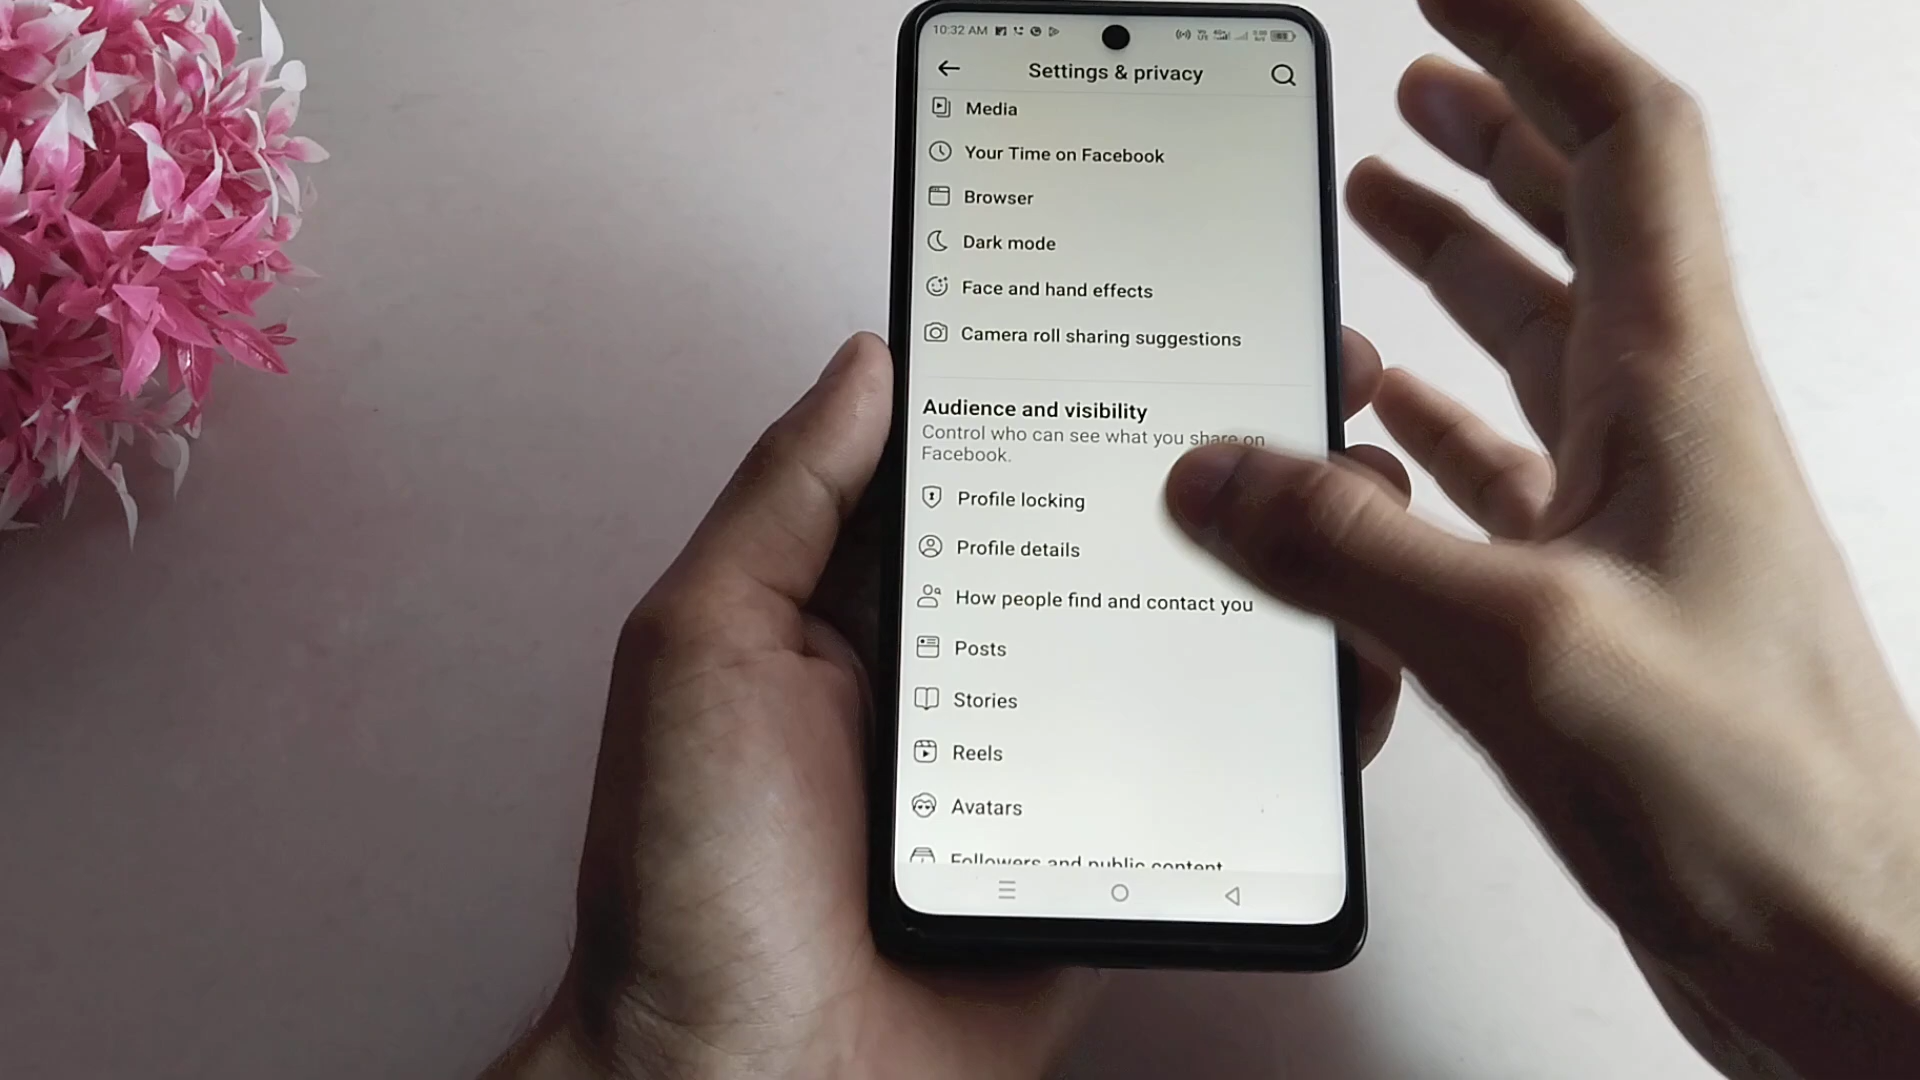 10:32 AM
Settings & privacy
Media
Your Time on Facebook
Browser
Dark mode
Face and hand effects
Camera roll sharing suggestions
Audience and visibility
Control who can see what you share on
Facebook.
Profile locking
Profile details
How people find and contact you
Posts
Stories
Reels
Avatars
Followers and public content